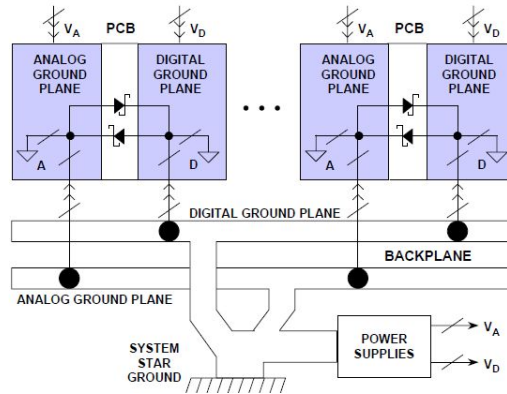 VA PCB VD VA PCB VD
ANALOG GROUND PLANE
DIGITAL GROUND PLANE
ANALOG GROUND PLANE
DIGITAL GROUND PLANE
A D A D
DIGITAL GROUND PLANE
BACKPLANE
ANALOG GROUND PLANE
SYSTEM
STAR
GROUND
POWER
SUPPLIES
VA
VD